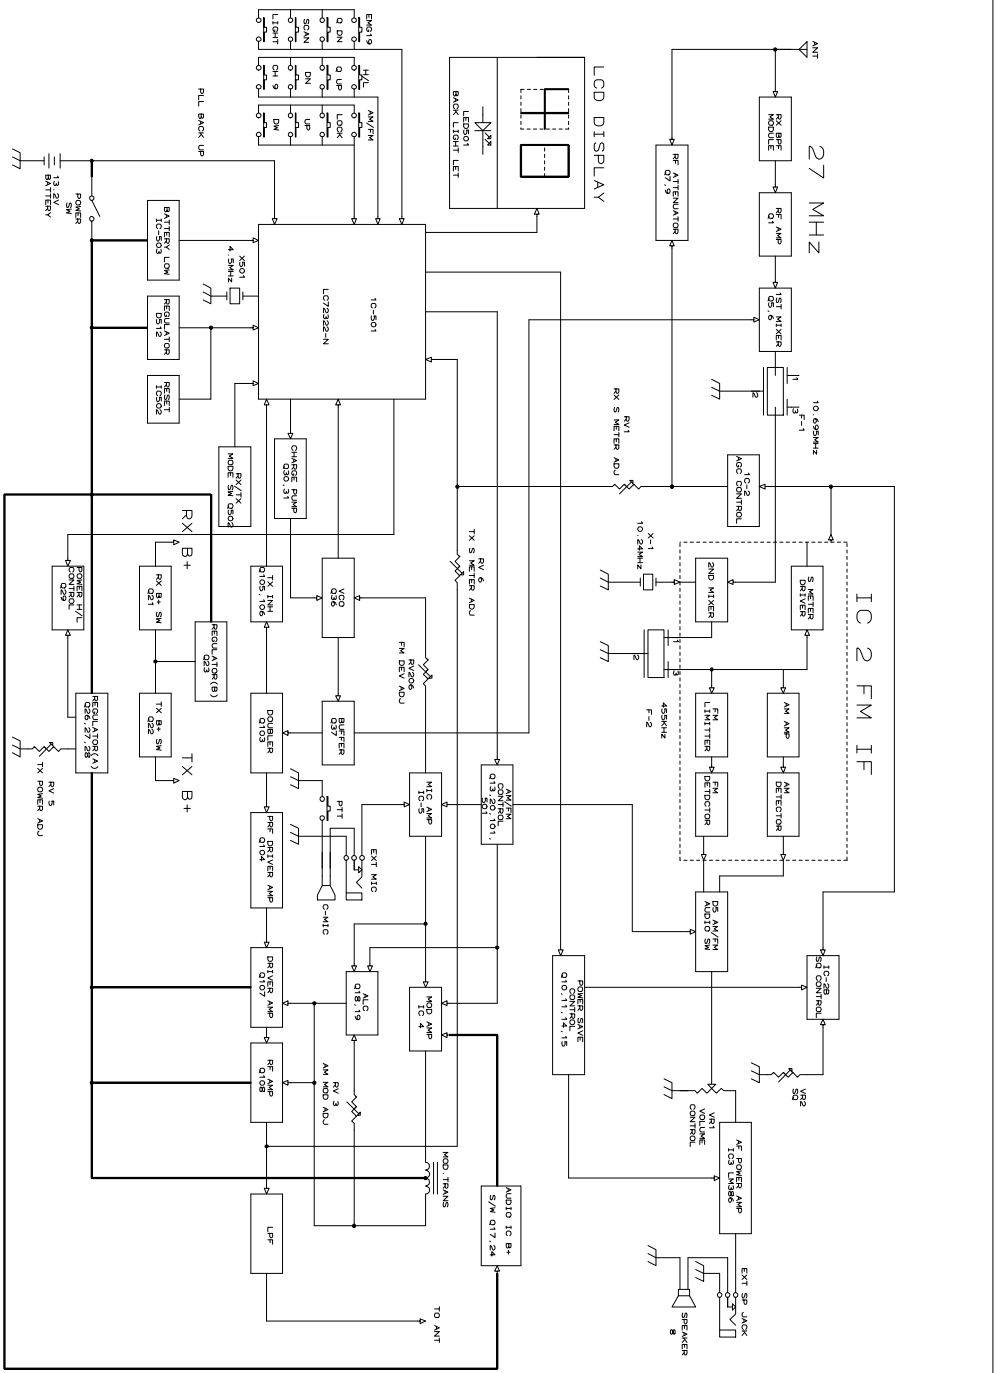 27 MHZ
ANT
RX BPF
MODULE
RF AMP
Q1
1ST MIXER
Q5,6
RF ATTENUIATOR
Q7,9
1
3
2
F-1
10.695MHz
1C-2
AGC CONTROL
RV1
RX S METER ADJ
IC 2 FM IF
S METER
DRIVER
2ND MIXER
X-1
10.24MHz
1
3
2
455KHz
F-2
AM AMP
AM
DETECTOR
FM
LIMITTER
FM
DETDCTOR
D5 AM/FM
AUDIO SW
IC-2B
SQ CONTROL
VR2
SQ
VR1
VOLUME
CONTROL
AF POWER AMP
IC3 LM386
EXT SP JACK
SPEAKER
8
POWER SAVE
CONTROL
Q10,11,14,15
LCD DISPLAY
LED501
BACK LIGHT LET
EMG19
Q DN
SCAN
LIGHT
H/L
Q UP
DN
CH 9
AM/FM
LOCK
UP
DW
PLL BACK UP
1C-501
LC72322-N
X501
4.5MHz
13.2V
BATTERY
POWER
SW
BATTERY LOW
IC-503
REGULATOR
D512
RESET
IC502
RX/TX
MODE SW Q502
CHARGE PUMP
Q30,31
VCO
Q36
BUFFER
Q37
TX INH
Q105,106
DOUBLER
Q103
PRF DRIVER AMP
Q104
DRIVER AMP
Q107
RF AMP
Q108
LPF
TO ANT
RV 6
TX S METER ADJ
RV206
FM DEV ADJ
MIC AMP
IC-5
AM/FM
CONTROL
Q13,20,101,
501
PTT
EXT MIC
C-MIC
ALC
Q18,19
MOD AMP
IC 4
RV 3
AM MOD ADJ
MOD.TRANS
AUDIO IC B+
S/W Q17,24
RX B+
RX B+ SW
Q21
REGULATOR(B)
Q23
TX B+ SW
Q22
TX B+
POWER H/L
CONTROL
Q29
REGULATOR(A)
Q26,27,28
RV 5
TX POWER ADJ